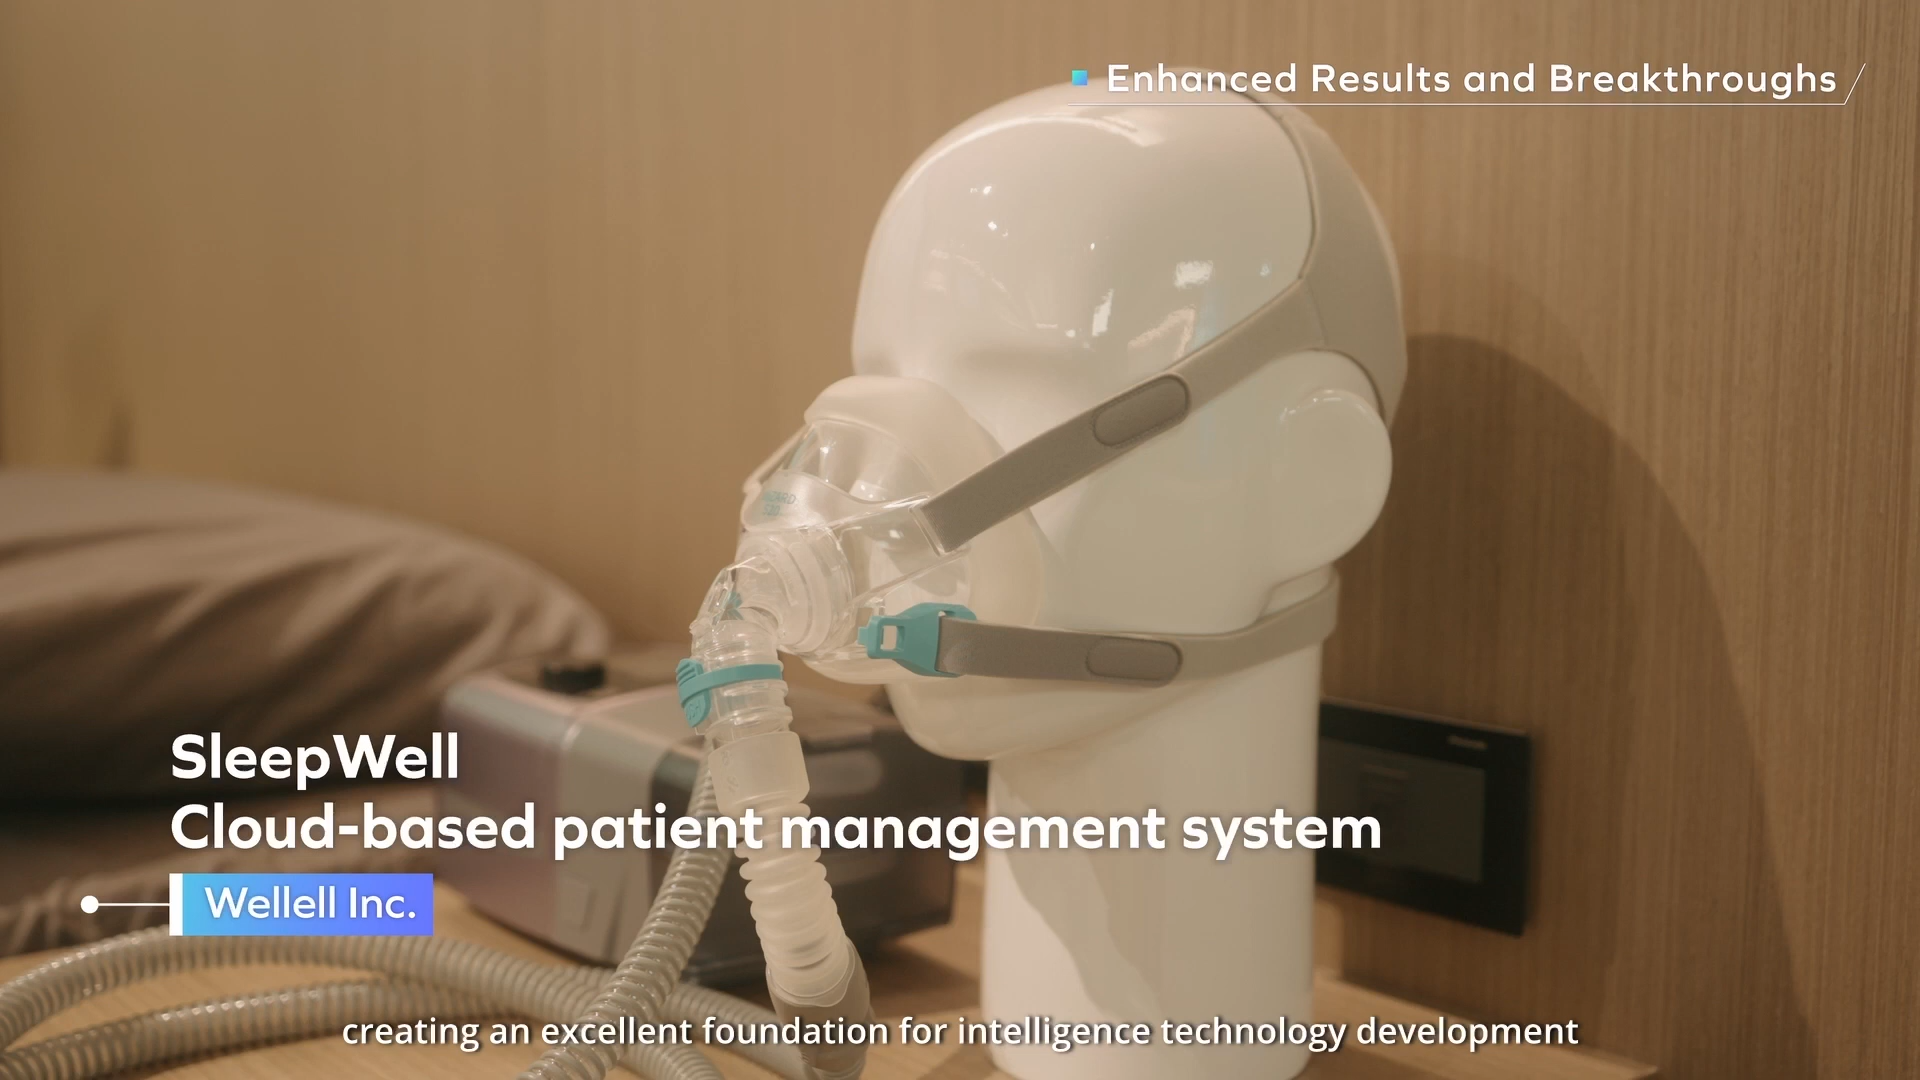 Enhanced Results and Breakthroughs
SleepWell
Cloud-based patient management system
Wellell Inc.
creating an excellent foundation for intelligence technology development